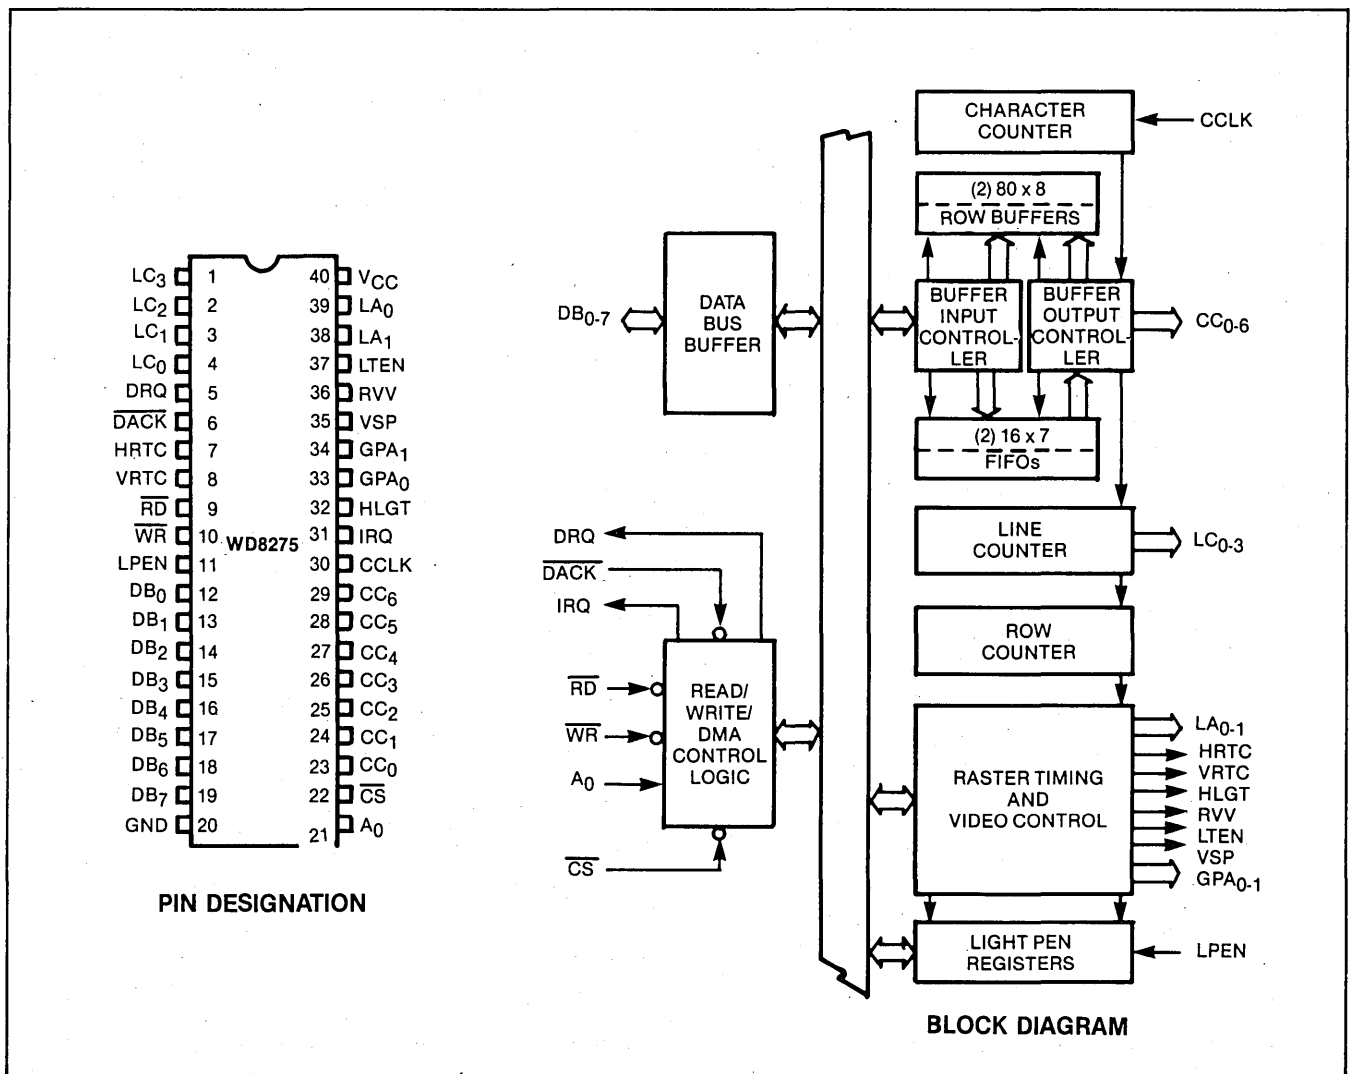 LC3 1 40 VCC
LC2 2 39 LA0
LC1 3 38 LA1
LC0 4 37 LTEN
DRQ 5 36 RVV
DACK 6 35 VSP
HRTC 7 34 GPA1
VRTC 8 33 GPA0
RD 9 32 HLGT
WR 10 31 IRQ
WD8275
LPEN 11 30 CCLK
DB0 12 29 CC6
DB1 13 28 CC5
DB2 14 27 CC4
DB3 15 26 CC3
DB4 16 25 CC2
DB5 17 24 CC1
DB6 18 23 CC0
DB7 19 22 CS
GND 20 21 A0
PIN DESIGNATION
CHARACTER
COUNTER
CCLK
(2) 80 x 8
ROW BUFFERS
DB0-7
DATA
BUS
BUFFER
BUFFER
INPUT
CONTROL-
LER
BUFFER
OUTPUT
CONTROL-
LER
CC0-6
(2) 16 x 7
FIFOs
DRQ
DACK
IRQ
RD
WR
A0
CS
READ/
WRITE/
DMA
CONTROL
LOGIC
LINE
COUNTER
LC0-3
ROW
COUNTER
RASTER TIMING
AND
VIDEO CONTROL
LA0-1
HRTC
VRTC
HLGT
RVV
LTEN
VSP
GPA0-1
LIGHT PEN
REGISTERS
LPEN
BLOCK DIAGRAM